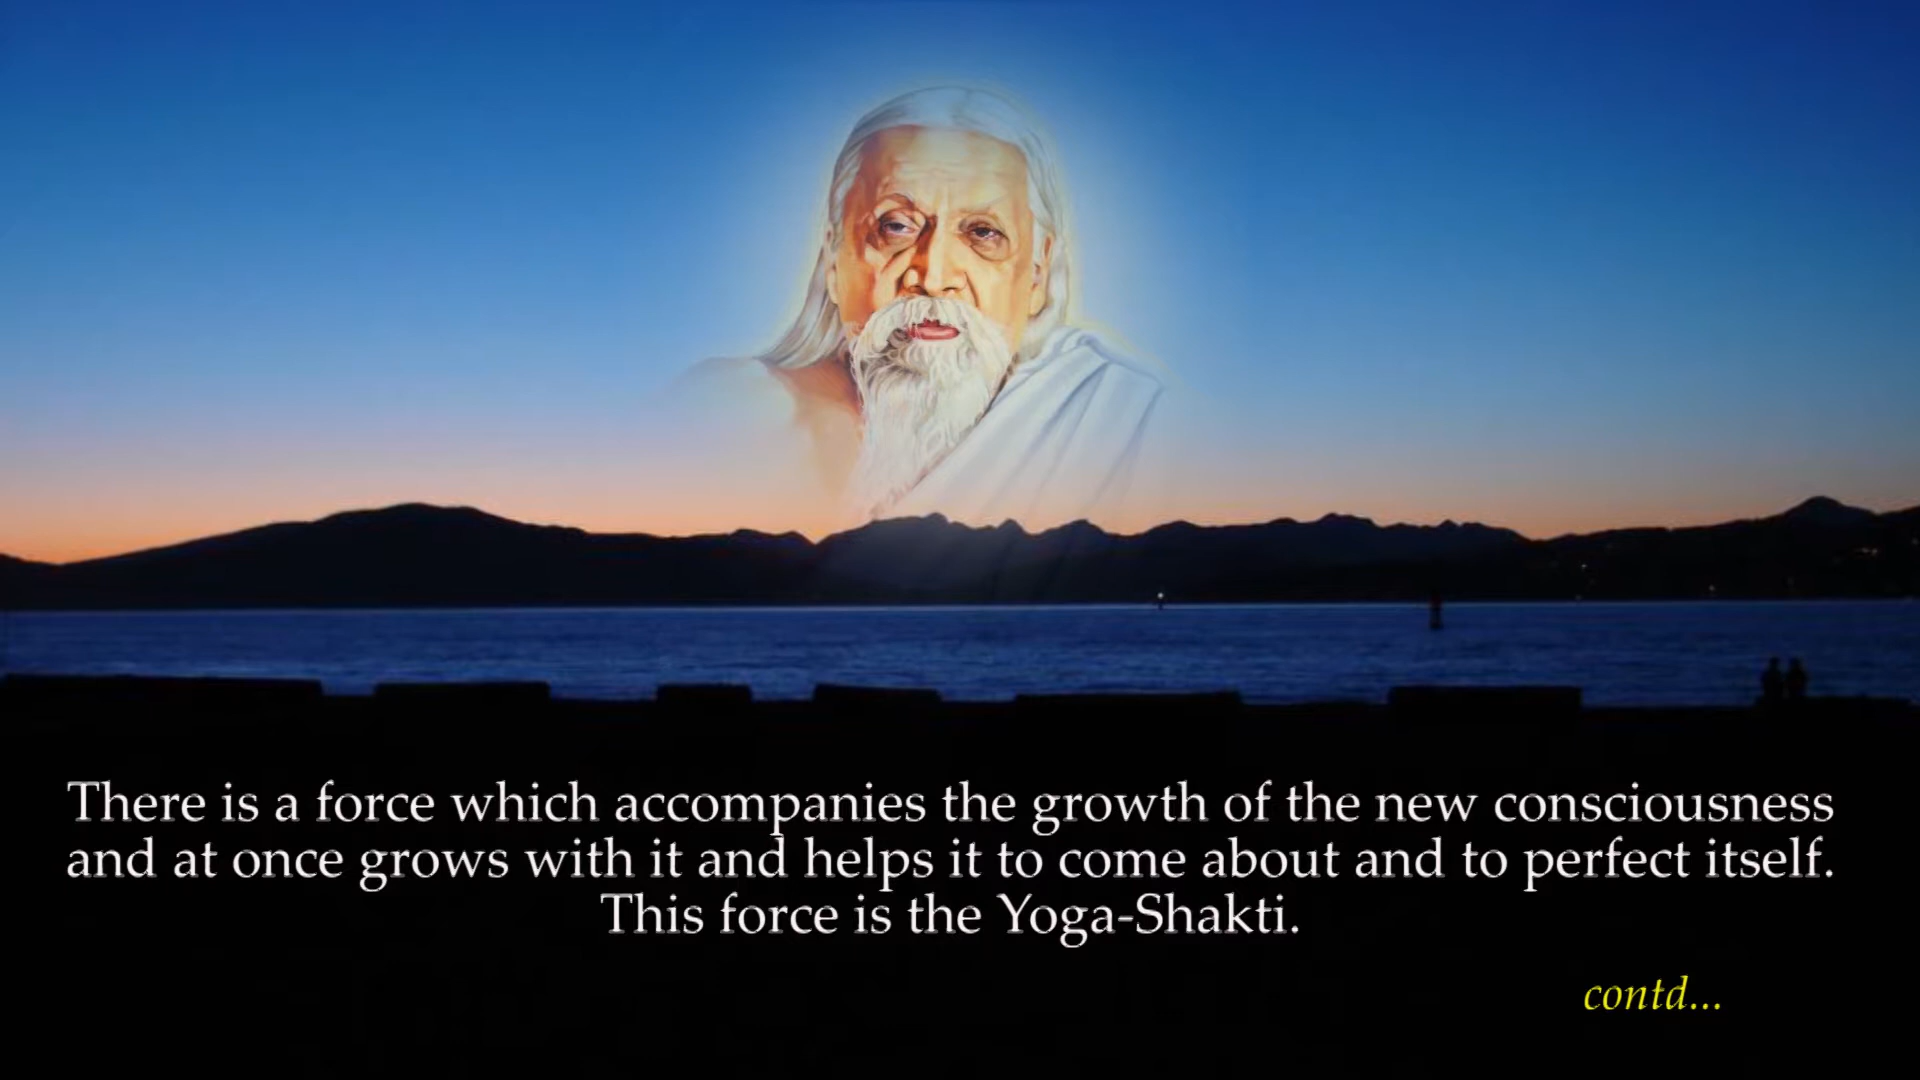 There is a force which accompanies the growth of the new consciousness
and at once grows with it and helps it to come about and to perfect itself.
This force is the Yoga-Shakti.
contd...